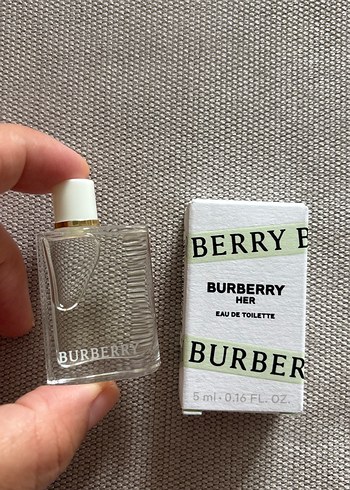 BURBERRY
BERRY B
BURBERRY
HER
EAU DE TOILETTE
BURBER
5 ml · 0.16 FL. OZ.